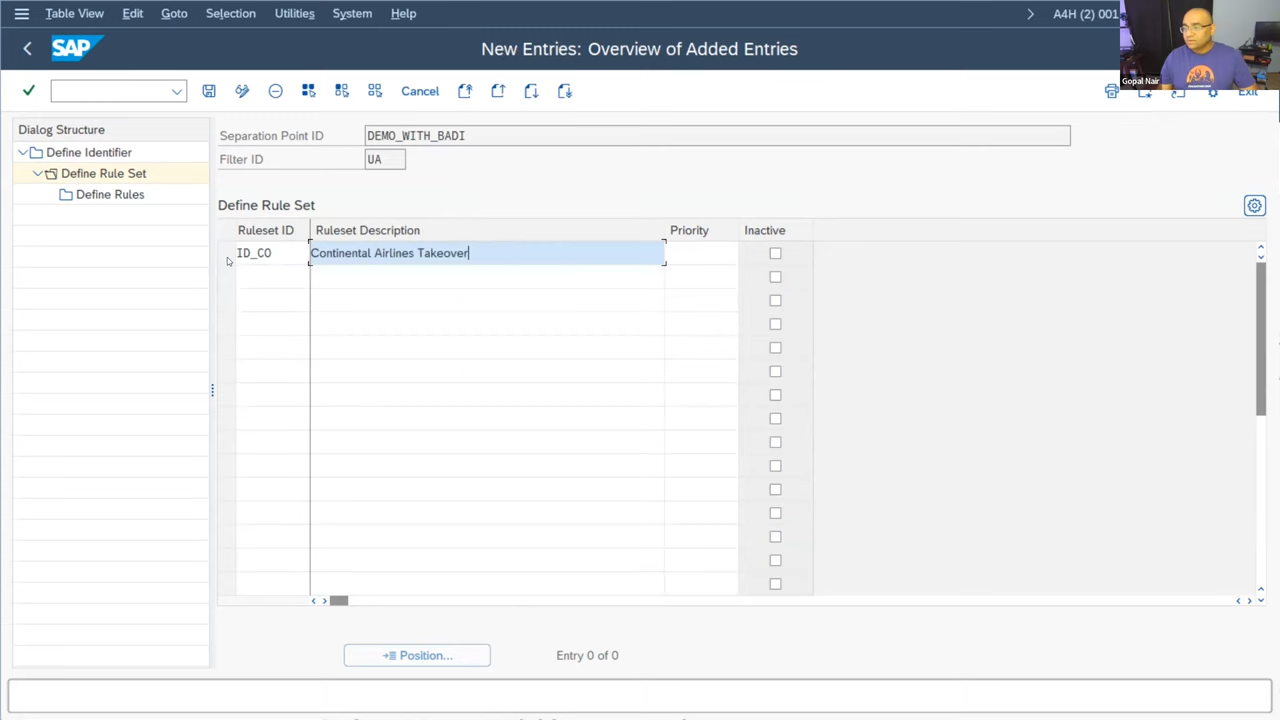 Table View Edit Goto Selection Utilities System Help A4H (2) 001
SAP New Entries: Overview of Added Entries
Gopal Nair
Cancel Exit
Dialog Structure
Define Identifier
Define Rule Set
Define Rules
Separation Point ID DEMO_WITH_BADI
Filter ID UA
Define Rule Set
Ruleset ID Ruleset Description Priority Inactive
ID_CO Continental Airlines Takeover
Position... Entry 0 of 0